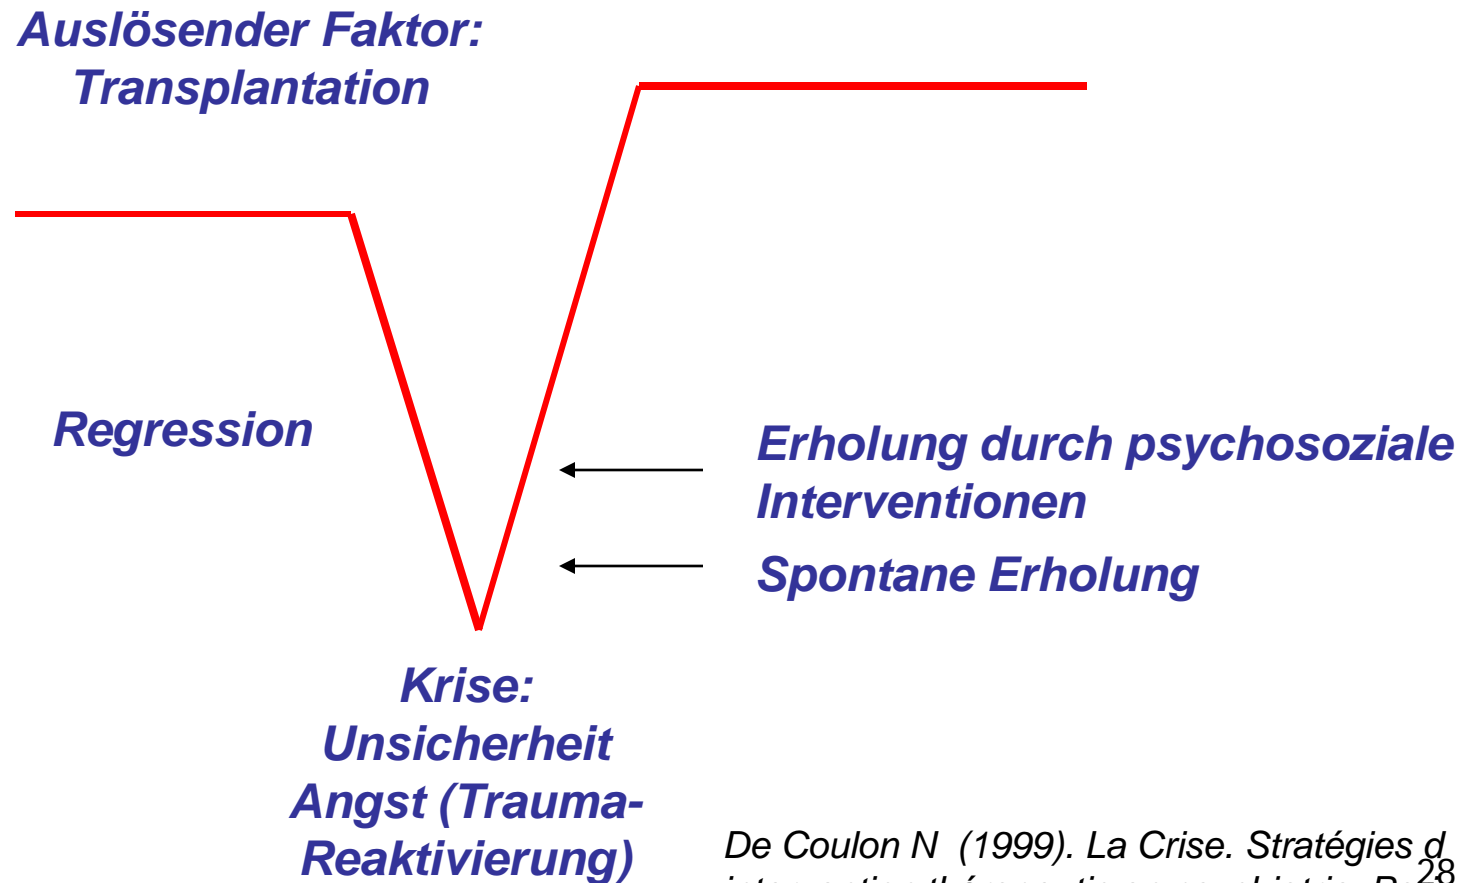 Auslösender Faktor:
Transplantation
Regression
Erholung durch psychosoziale
Interventionen
Spontane Erholung
Krise:
Unsicherheit
Angst (Trauma-
Reaktivierung)
De Coulon N (1999). La Crise. Stratégies d
28